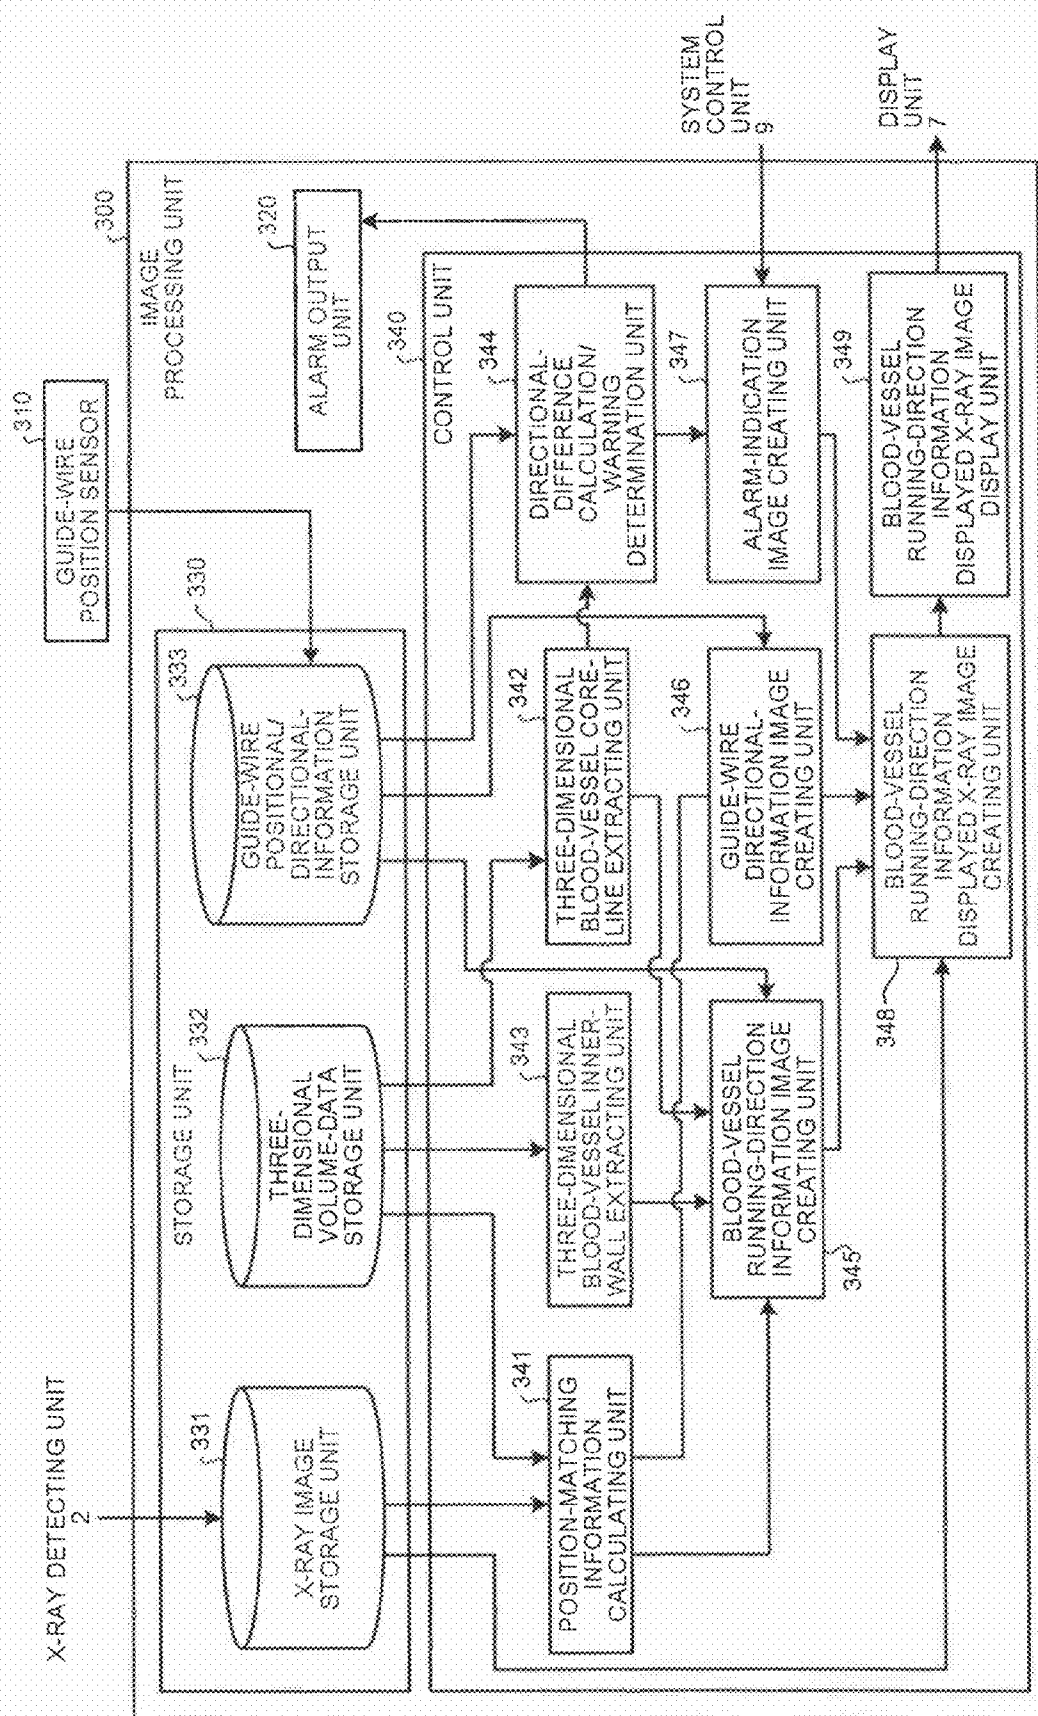 X-RAY DETECTING UNIT
2
GUIDE-WIRE
POSITION SENSOR
310
300
IMAGE
PROCESSING UNIT
STORAGE UNIT
330
331
X-RAY IMAGE
STORAGE UNIT
332
THREE-
DIMENSIONAL
VOLUME-DATA
STORAGE UNIT
333
GUIDE-WIRE
POSITIONAL/
DIRECTIONAL-
INFORMATION
STORAGE UNIT
320
ALARM OUTPUT
UNIT
340
CONTROL UNIT
341
POSITION-MATCHING
INFORMATION
CALCULATING UNIT
343
THREE-DIMENSIONAL
BLOOD-VESSEL INNER-
WALL EXTRACTING UNIT
342
THREE-DIMENSIONAL
BLOOD-VESSEL CORE-
LINE EXTRACTING UNIT
344
DIRECTIONAL-
DIFFERENCE
CALCULATION/
WARNING
DETERMINATION UNIT
BLOOD-VESSEL
RUNNING-DIRECTION
INFORMATION IMAGE
CREATING UNIT
345
346
GUIDE-WIRE
DIRECTIONAL-
INFORMATION IMAGE
CREATING UNIT
347
ALARM-INDICATION
IMAGE CREATING UNIT
SYSTEM
CONTROL
UNIT
9
348
BLOOD-VESSEL
RUNNING-DIRECTION
INFORMATION
DISPLAYED X-RAY IMAGE
CREATING UNIT
349
BLOOD-VESSEL
RUNNING-DIRECTION
INFORMATION
DISPLAYED X-RAY IMAGE
DISPLAY UNIT
DISPLAY
UNIT
7